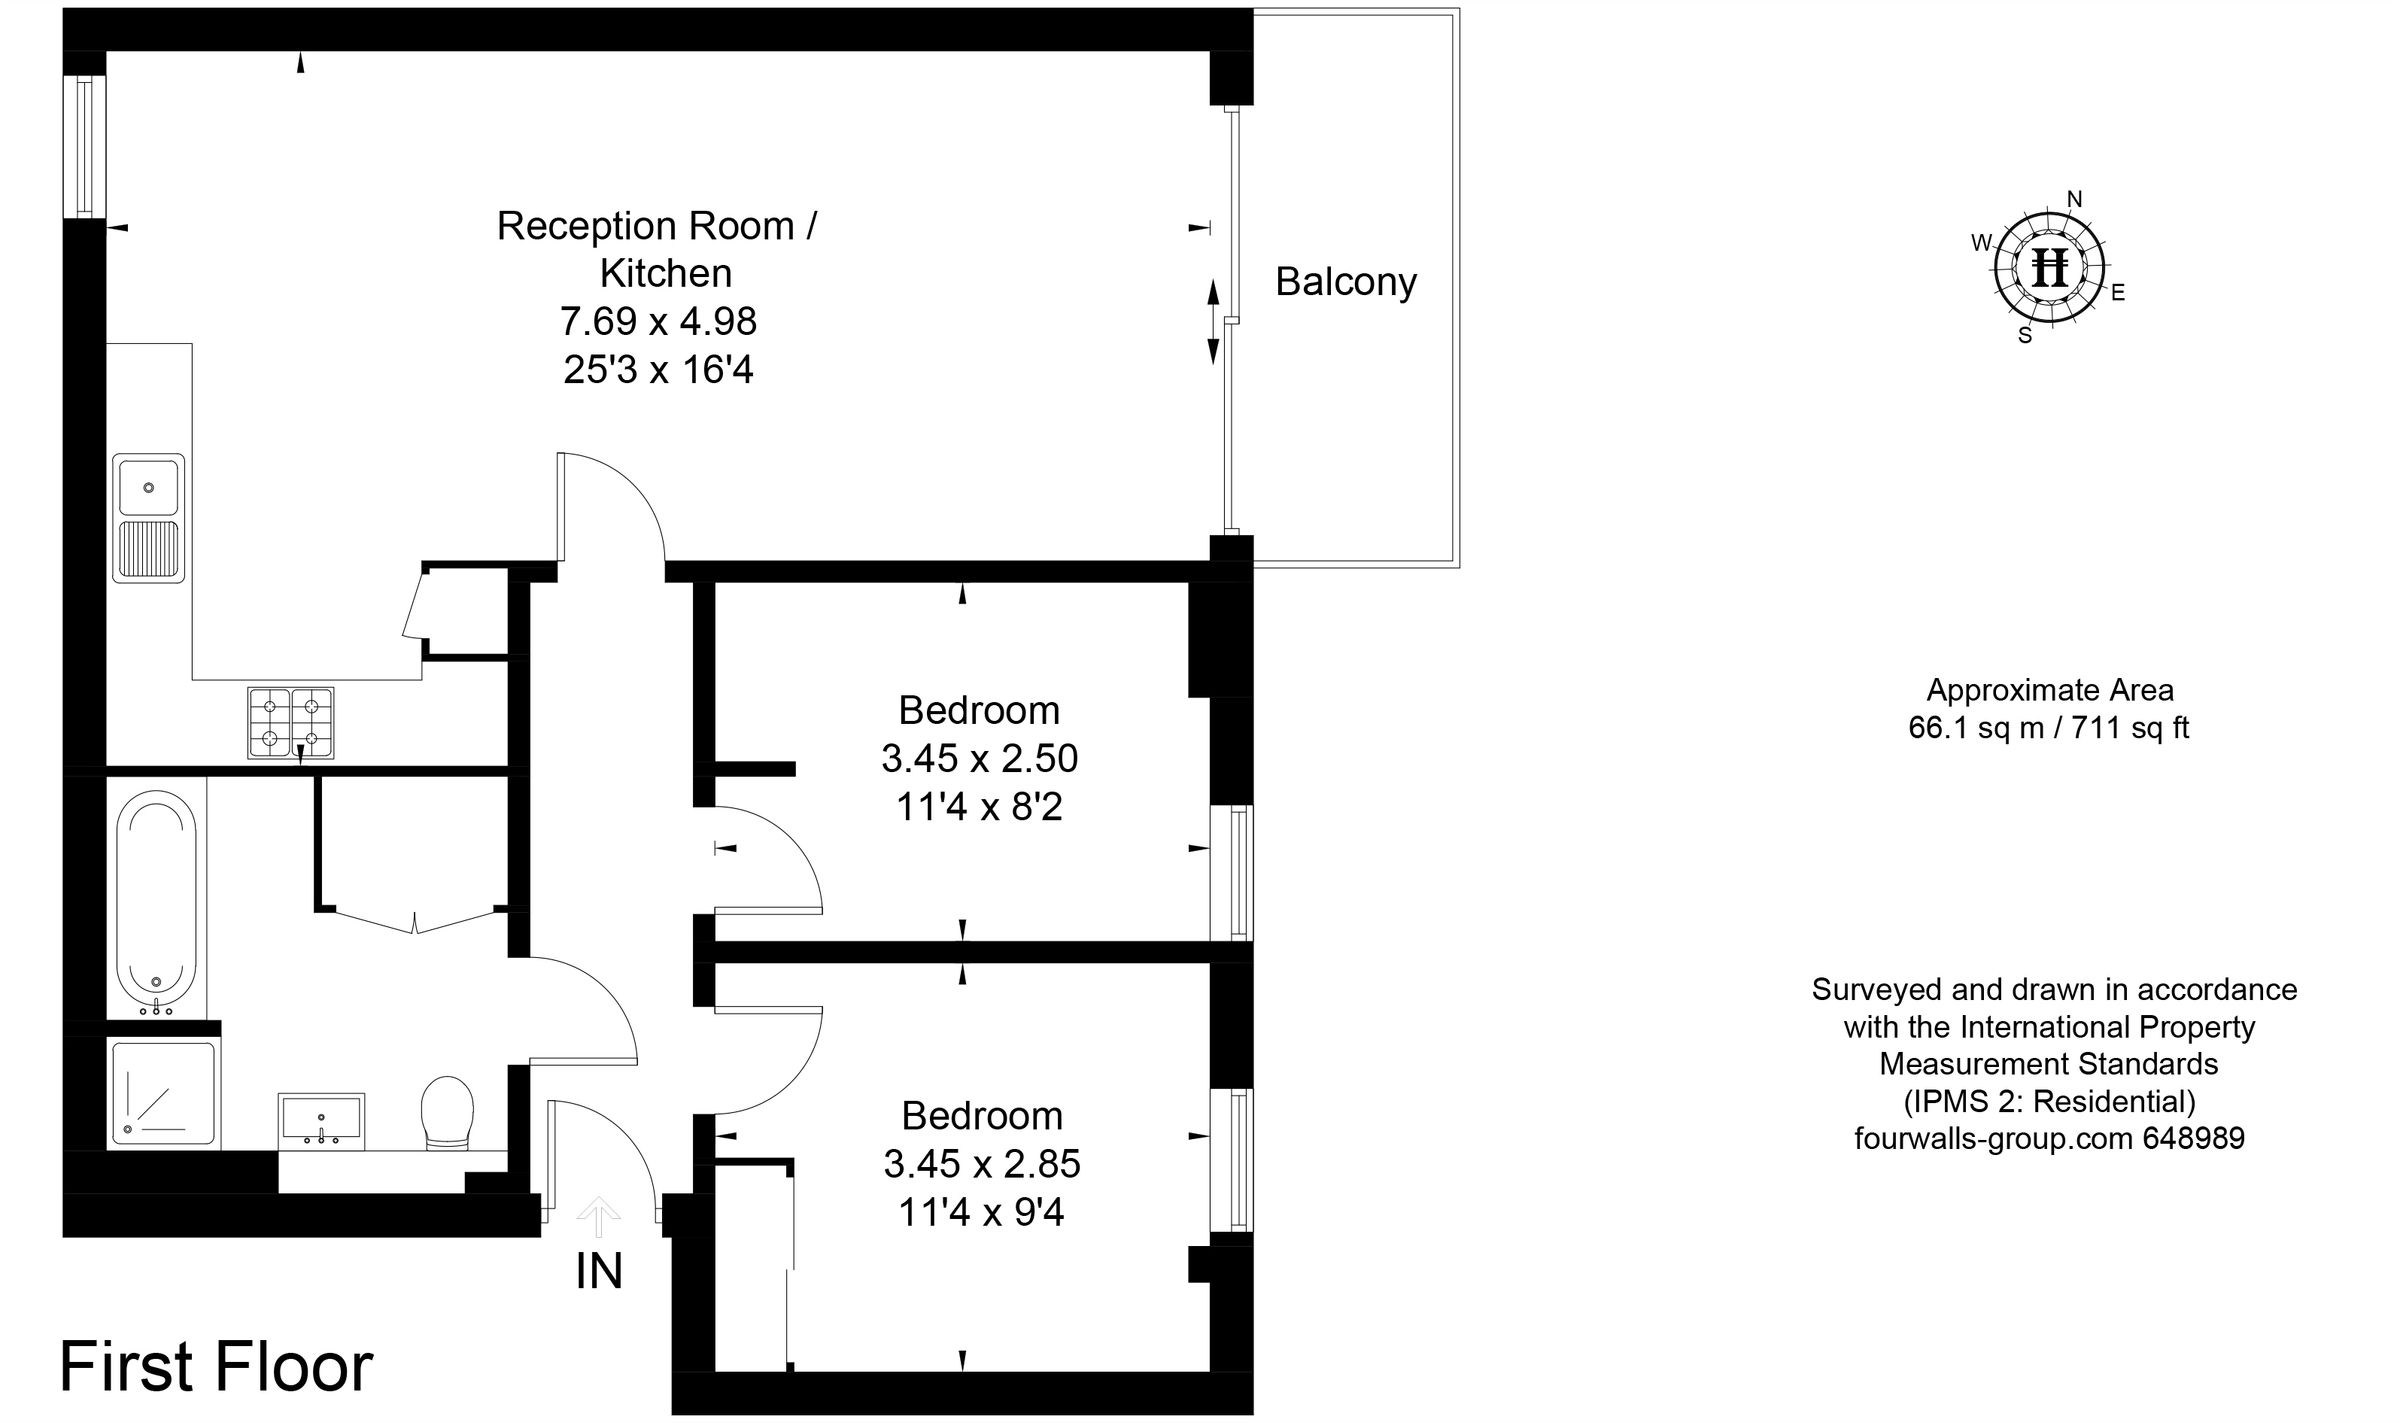 Reception Room /
Kitchen
7.69 x 4.98
25'3 x 16'4
Balcony
N
W
H
E
S
Bedroom
3.45 x 2.50
11'4 x 8'2
Approximate Area
66.1 sq m / 711 sq ft
Bedroom
3.45 x 2.85
11'4 x 9'4
Surveyed and drawn in accordance
with the International Property
Measurement Standards
(IPMS 2: Residential)
fourwalls-group.com 648989
IN
First Floor